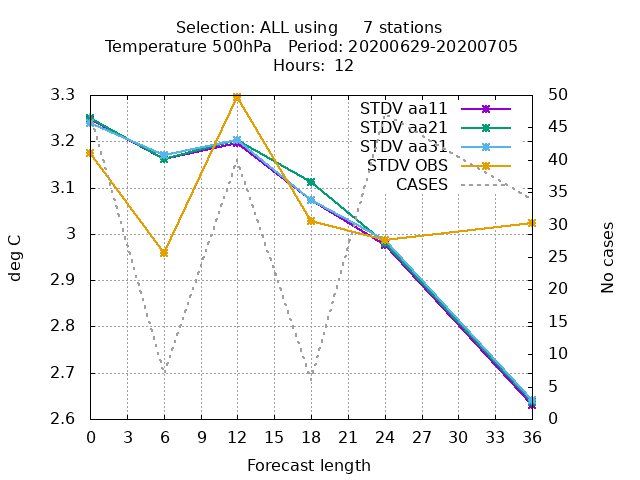 Selection: ALL using 7 stations
Temperature 500hPa Period: 20200629-20200705
Hours: 12
STDV aa11
STDV aa21
STDV aa31
STDV OBS
CASES
deg C
3.3
3.2
3.1
3
2.9
2.8
2.7
2.6
No cases
50
45
40
35
30
25
20
15
10
5
0
0 3 6 9 12 15 18 21 24 27 30 33 36
Forecast length